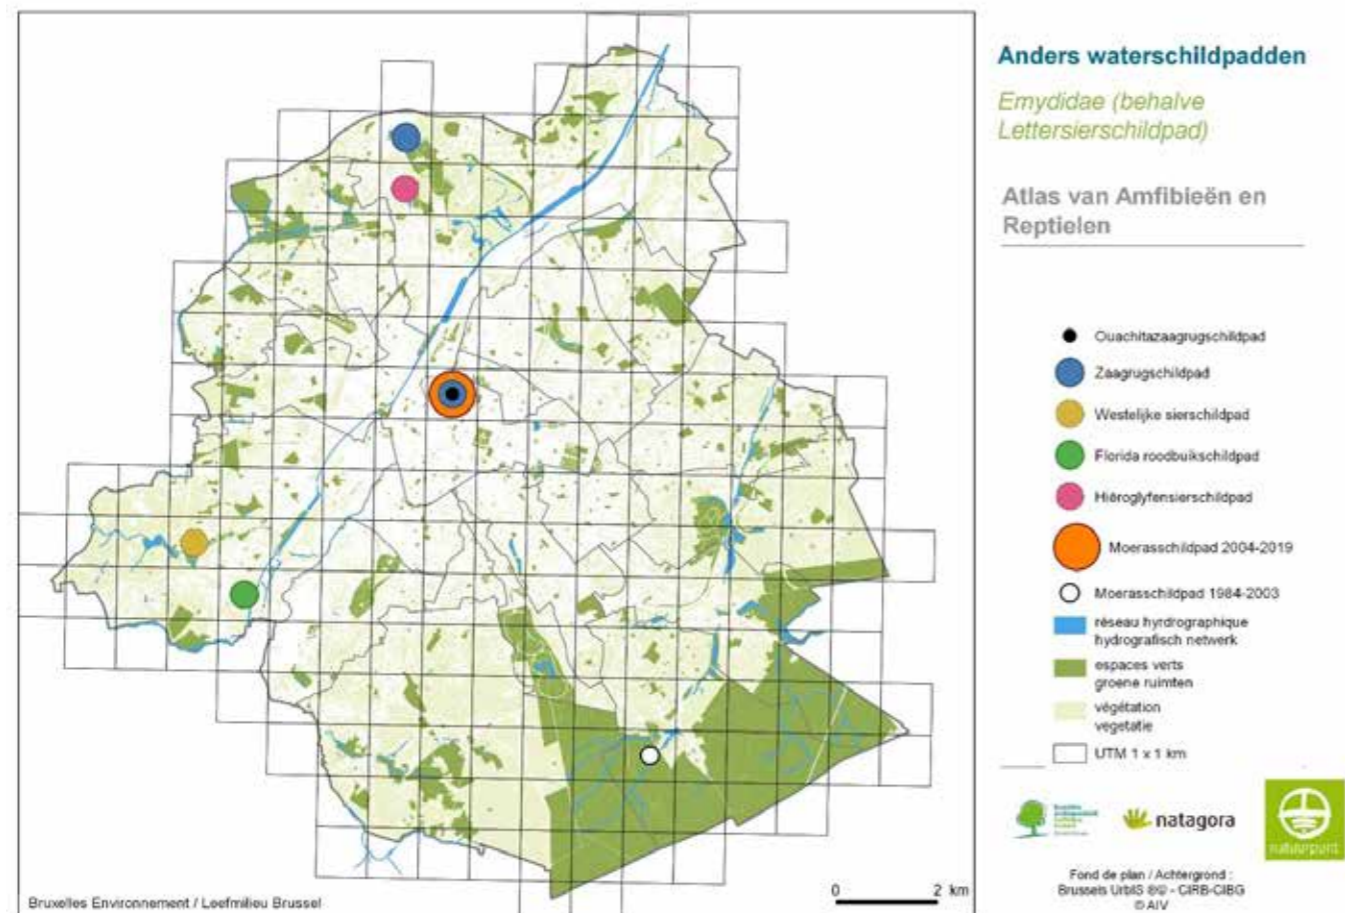 Anders waterschildpadden
Emydidae (behalve
Lettersierschildpad)
Atlas van Amfibieën en
Reptielen
Ouachitazaagrugschildpad
Zaagrugschildpad
Westelijke sierschildpad
Florida roodbuikschildpad
Hiëroglyfensierschildpad
Moerasschildpad 2004-2019
Moerasschildpad 1984-2003
réseau hyrdrographique
hydrografisch netwerk
espaces verts
groene ruimten
végétation
vegetatie
UTM 1 x 1 km
natagora
natuurpunt
Fond de plan / Achtergrond :
Brussels UrbIS ®© - CIRB-CIBG
© AIV
0 2 km
Bruxelles Environnement / Leefmilieu Brussel